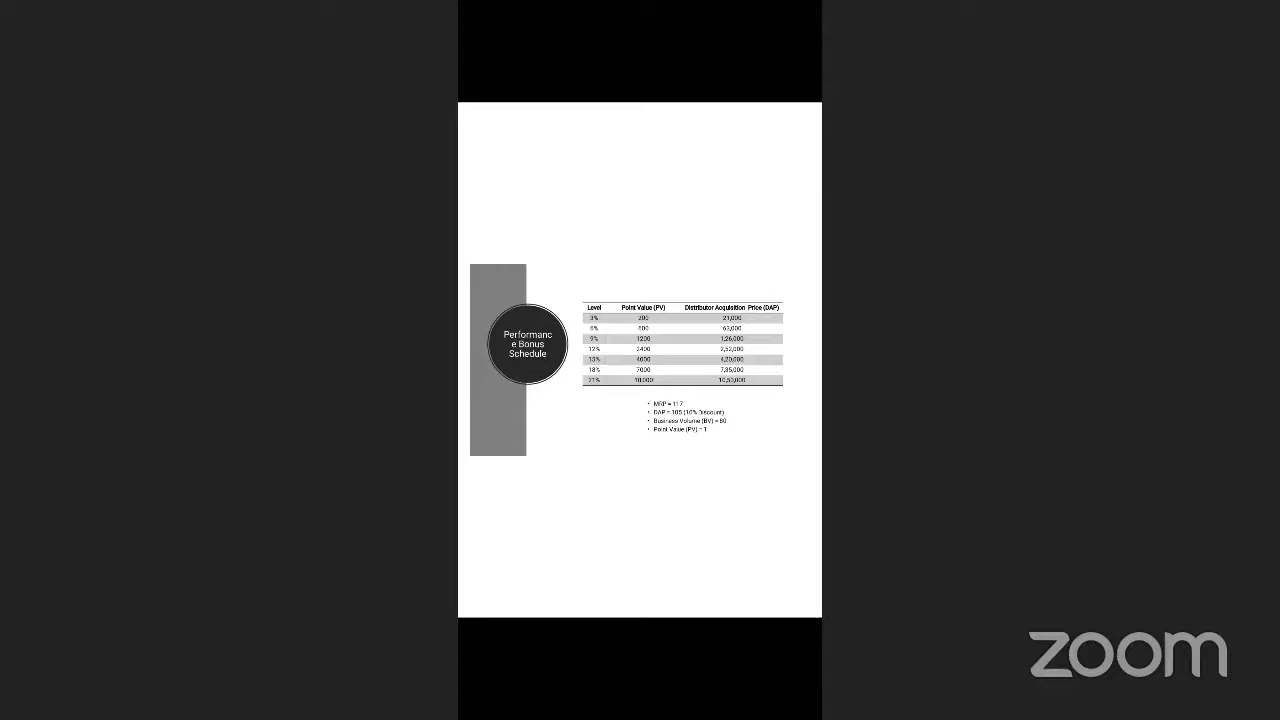 Performanc
e Bonus
Schedule
Level Point Value (PV) Distributor Acquisition Price (DAP)
3% 200 21,000
6% 600 63,000
9% 1200 1,26,000
12% 2400 2,52,000
15% 4000 4,20,000
18% 7000 7,35,000
21% 10,000 10,50,000
• MRP = 117
• DAP = 105 (10% Discount)
• Business Volume (BV) = 80
• Point Value (PV) = 1
zoom